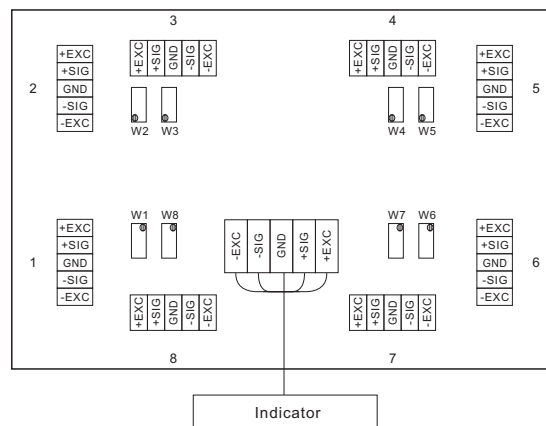 3
4
+EXC
+SIG
GND
-SIG
-EXC
+EXC
+SIG
GND
-SIG
-EXC
2
+EXC
+SIG
GND
-SIG
-EXC
+EXC
+SIG
GND
-SIG
-EXC
5
W2 W3
W4 W5
W1 W8
W7 W6
1
+EXC
+SIG
GND
-SIG
-EXC
-EXC
-SIG
GND
+SIG
+EXC
+EXC
+SIG
GND
-SIG
-EXC
6
+EXC
+SIG
GND
-SIG
-EXC
+EXC
+SIG
GND
-SIG
-EXC
8
7
Indicator